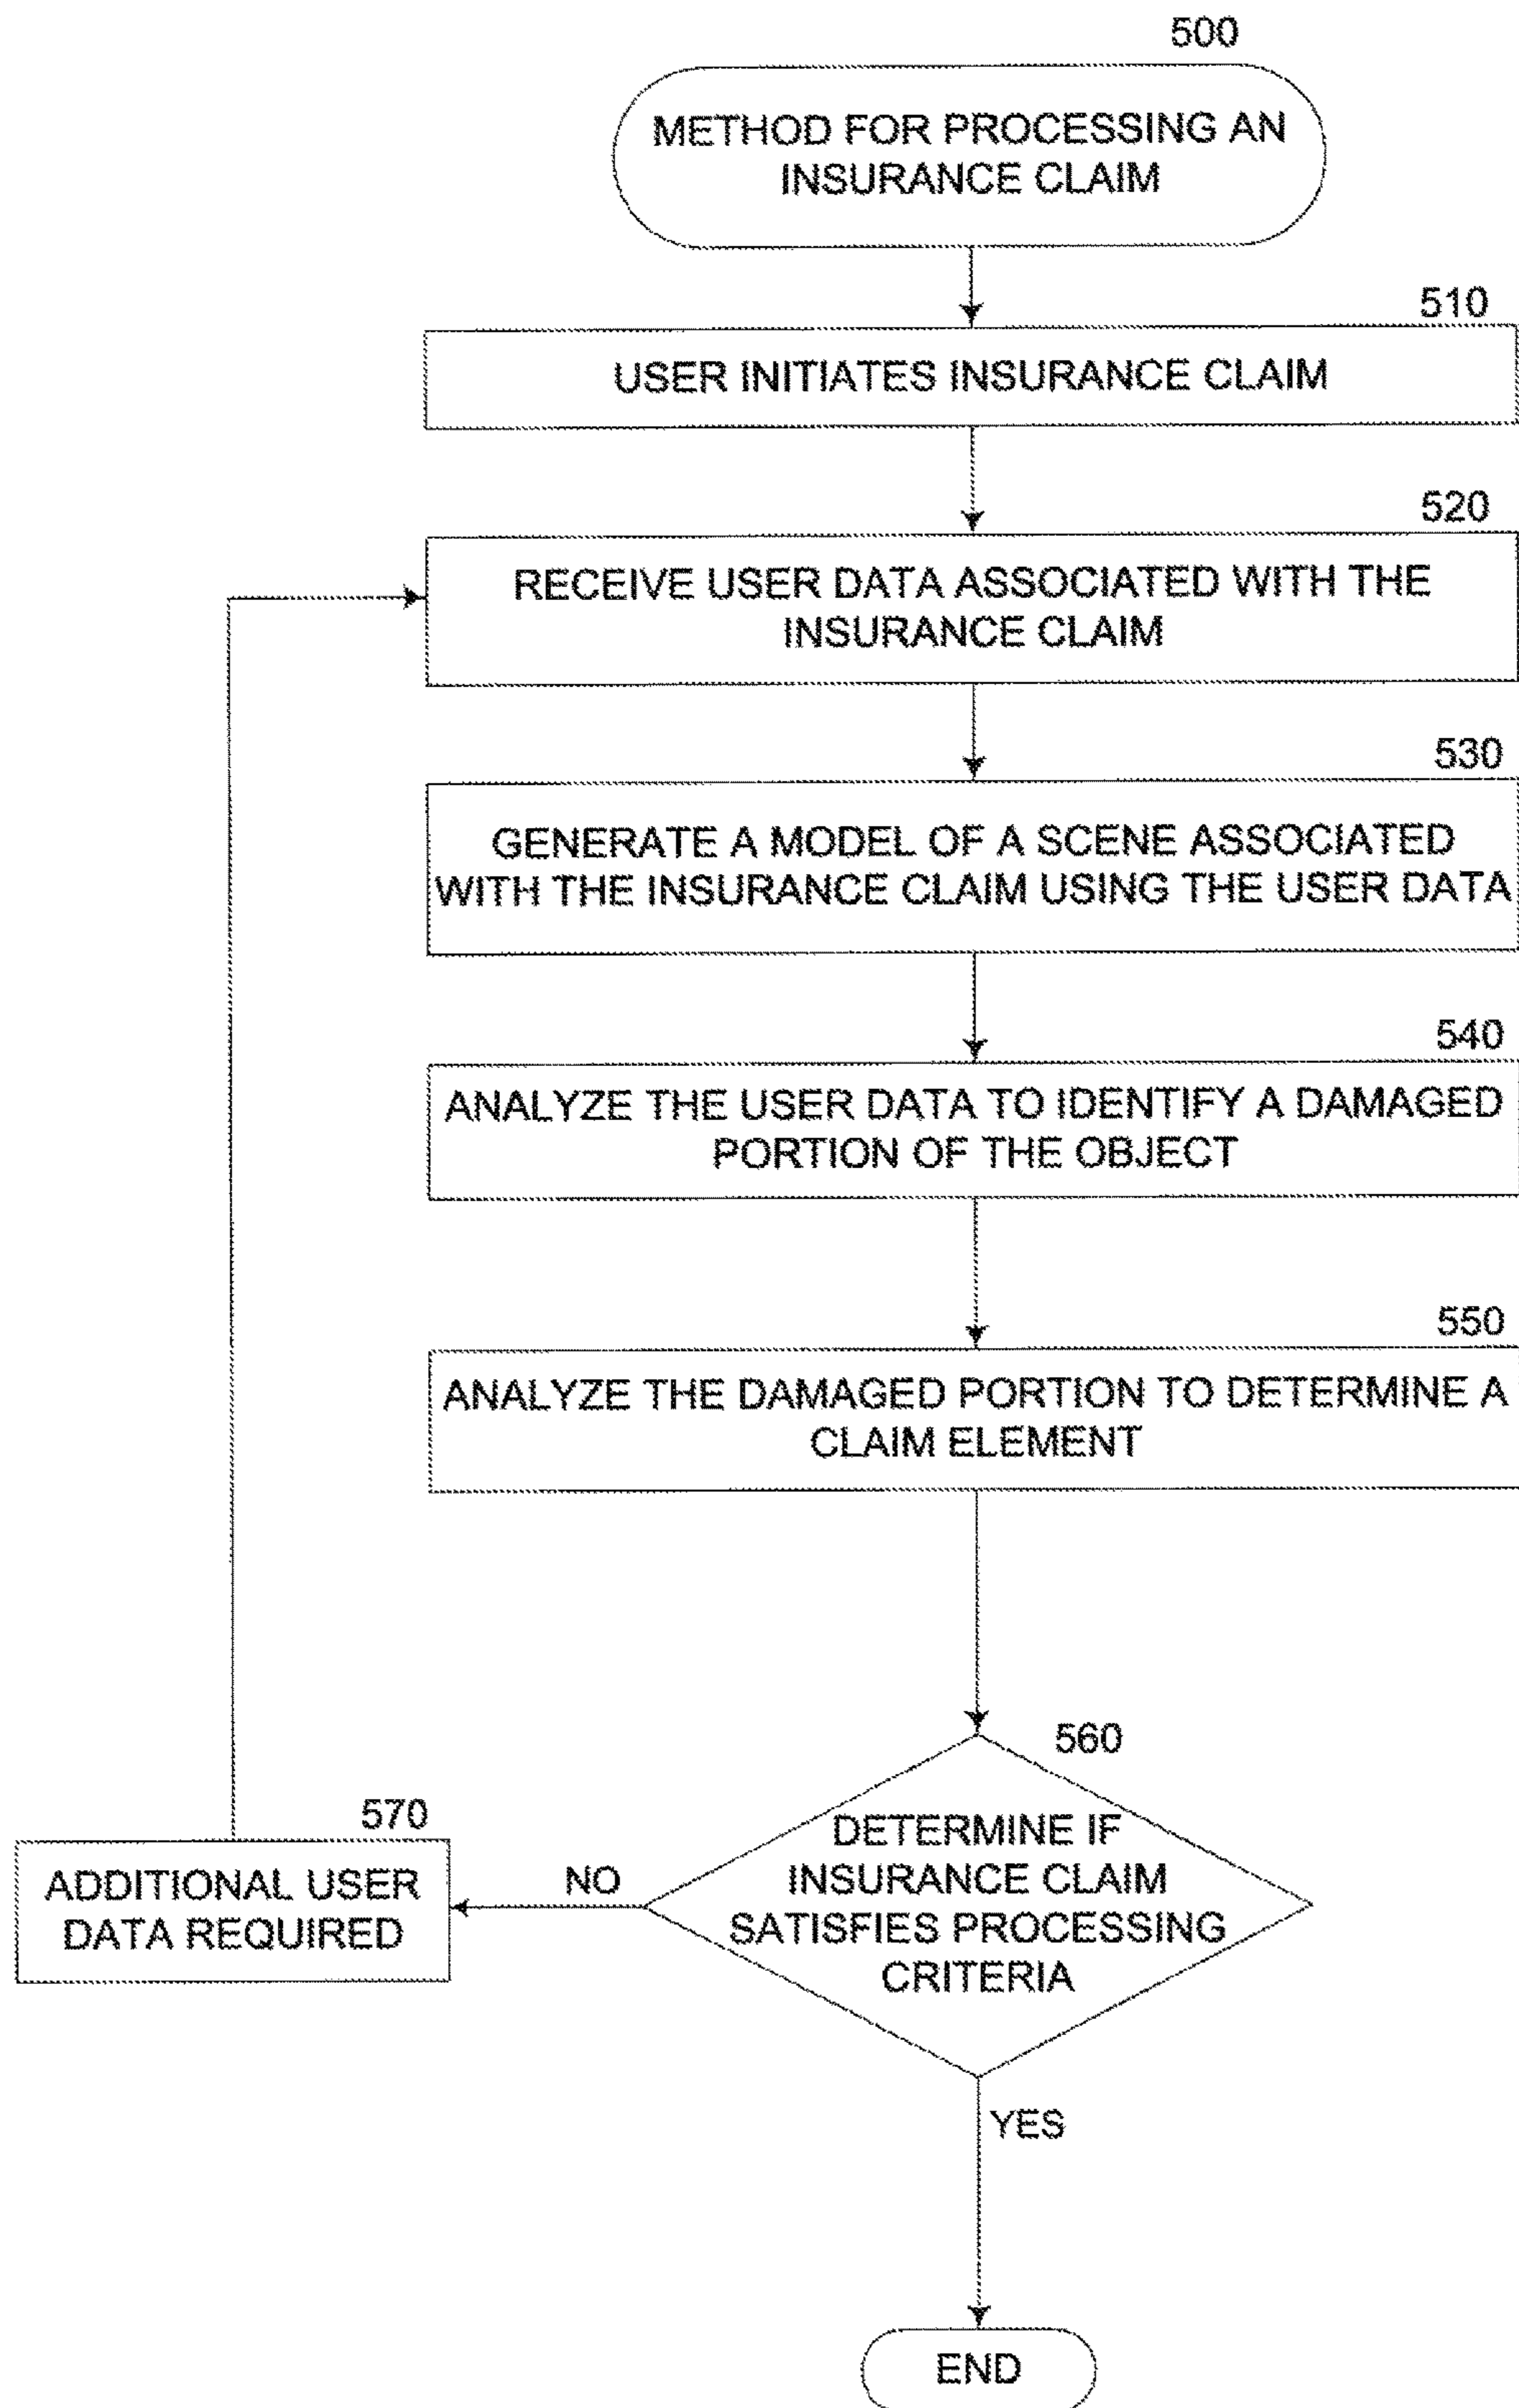 500
METHOD FOR PROCESSING AN
INSURANCE CLAIM
510
USER INITIATES INSURANCE CLAIM
520
RECEIVE USER DATA ASSOCIATED WITH THE
INSURANCE CLAIM
530
GENERATE A MODEL OF A SCENE ASSOCIATED
WITH THE INSURANCE CLAIM USING THE USER DATA
540
ANALYZE THE USER DATA TO IDENTIFY A DAMAGED
PORTION OF THE OBJECT
550
ANALYZE THE DAMAGED PORTION TO DETERMINE A
CLAIM ELEMENT
560
DETERMINE IF
INSURANCE CLAIM
SATISFIES PROCESSING
CRITERIA
NO
570
ADDITIONAL USER
DATA REQUIRED
YES
END